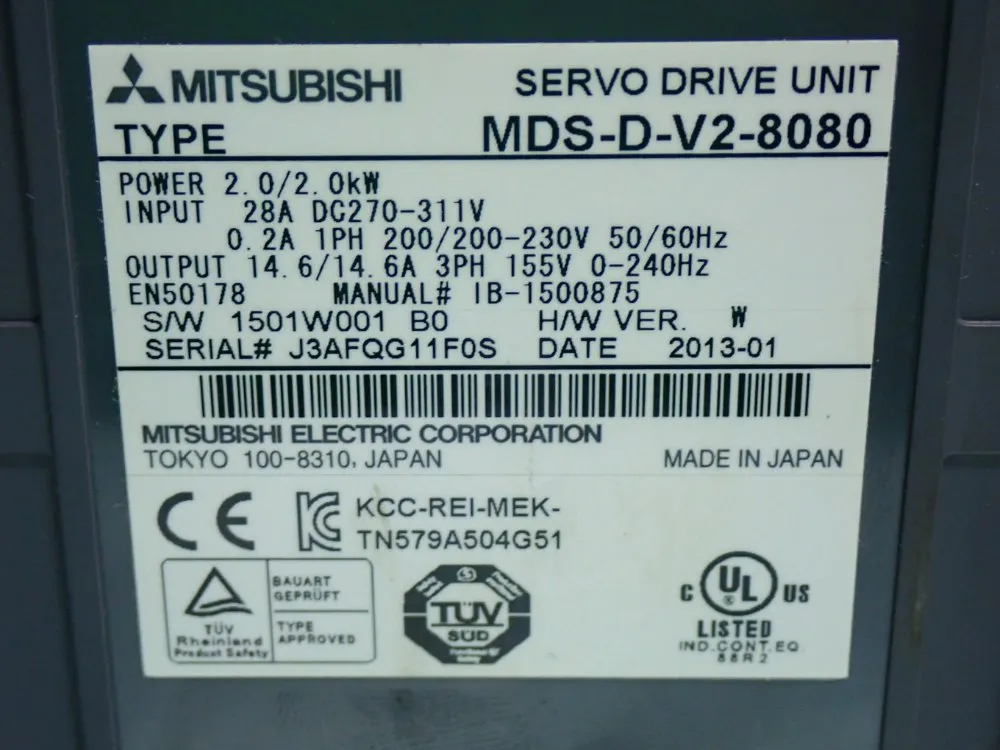 MITSUBISHI SERVO DRIVE UNIT
TYPE MDS-D-V2-8080
POWER 2.0/2.0kW
INPUT 28A DC270-311V
0.2A 1PH 200/200-230V 50/60Hz
OUTPUT 14.6/14.6A 3PH 155V 0-240Hz
EN50178 MANUAL# IB-1500875
S/W 1501W001 B0 H/W VER. W
SERIAL# J3AFQG11F0S DATE 2013-01
MITSUBISHI ELECTRIC CORPORATION
TOKYO 100-8310, JAPAN MADE IN JAPAN
CE KC KCC-REI-MEK-
TN579A504G51
BAUART
GEPRÜFT
TÜV
Rheinland
Product Safety
TYPE
APPROVED
TÜV
SÜD
C UL US
®
LISTED
IND.CONT.EQ.
88R2